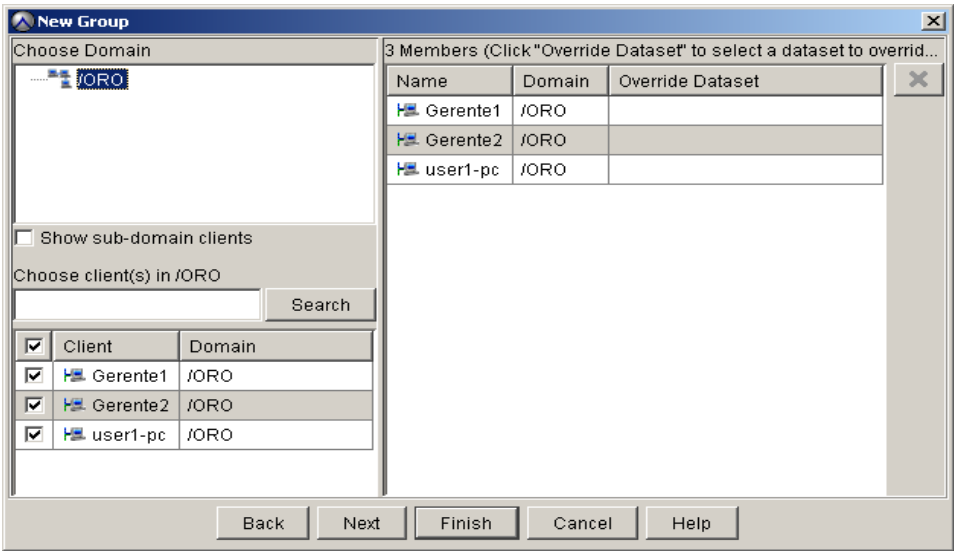 New Group
Choose Domain
/ORO
Show sub-domain clients
Choose client(s) in /ORO
Search
Client Domain
Gerente1 /ORO
Gerente2 /ORO
user1-pc /ORO
3 Members (Click "Override Dataset" to select a dataset to overrid...
Name Domain Override Dataset
Gerente1 /ORO
Gerente2 /ORO
user1-pc /ORO
Back Next Finish Cancel Help